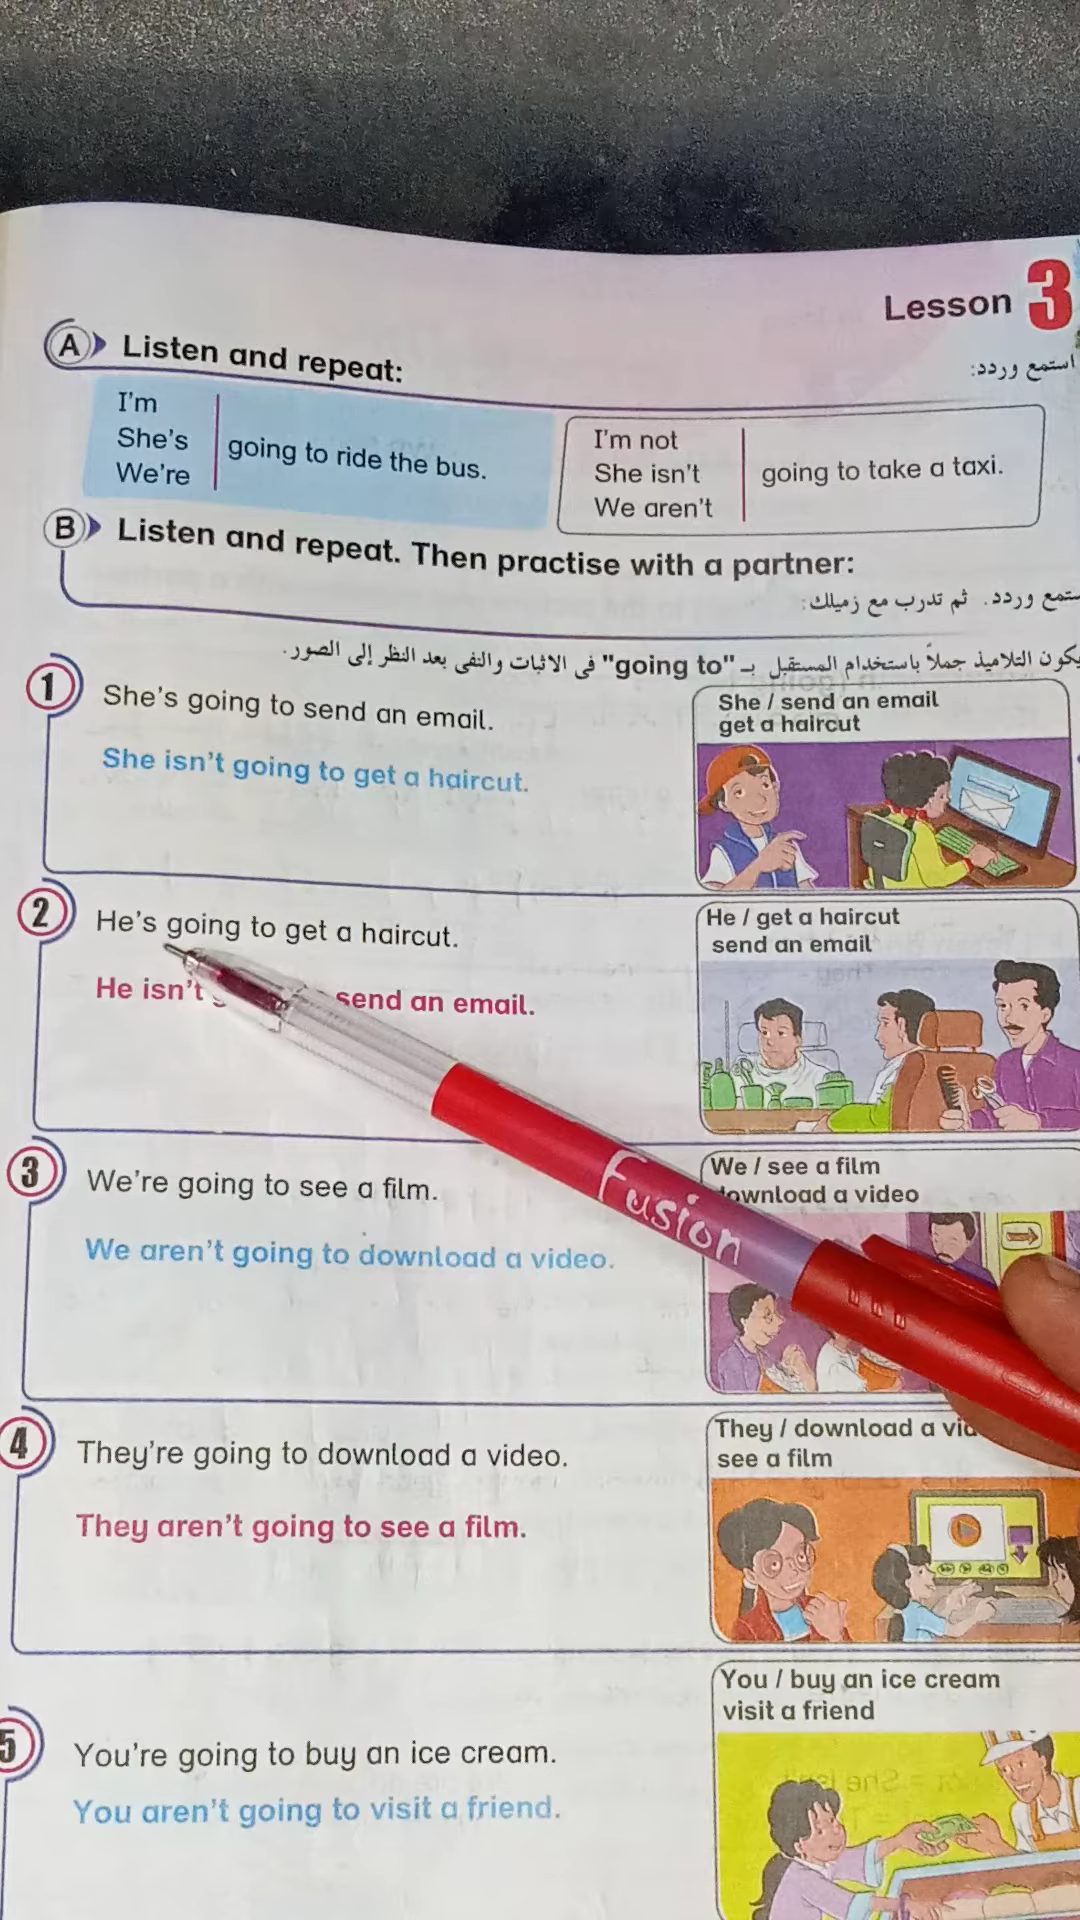 Lesson 3
A Listen and repeat:
استمع وردد:
I'm
She's
We're
going to ride the bus.
I'm not
She isn't
We aren't
going to take a taxi.
B Listen and repeat. Then practise with a partner:
وردد. ثم تدرب مع زميلك:
التلاميذ جملاً باستخدام المستقبل بـ "going to" فى الاثبات والنفى بعد النظر إلى الصور.
1 She's going to send an email.
She isn't going to get a haircut.
She / send an email
get a haircut
2 He's going to get a haircut.
He isn't send an email.
He / get a haircut
send an email
3 We're going to see a film.
We aren't going to download a video.
We / see a film
a video
4 They're going to download a video.
They aren't going to see a film.
They / download a
see a film
5 You're going to buy an ice cream.
You aren't going to visit a friend.
You / buy an ice cream
visit a friend
Fusion